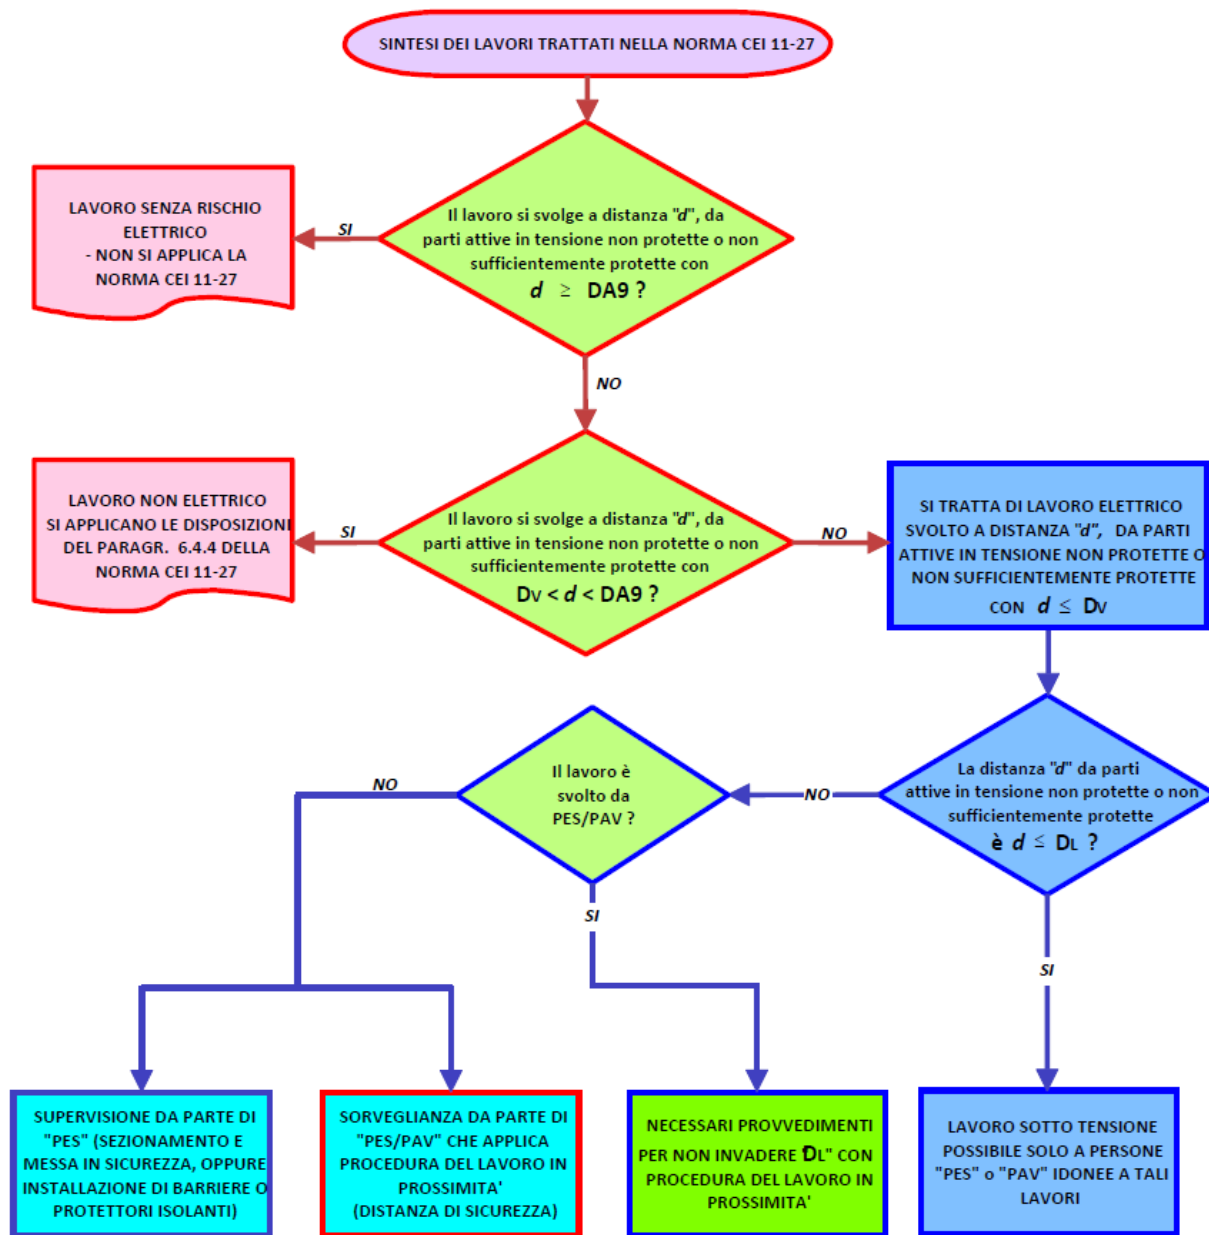 SINTESI DEI LAVORI TRATTATI NELLA NORMA CEI 11-27
Il lavoro si svolge a distanza "d", da
parti attive in tensione non protette o non
sufficientemente protette con
d ≥ DA9 ?
SI
LAVORO SENZA RISCHIO
ELETTRICO
- NON SI APPLICA LA
NORMA CEI 11-27
NO
Il lavoro si svolge a distanza "d", da
parti attive in tensione non protette o non
sufficientemente protette con
Dv < d < DA9 ?
SI
LAVORO NON ELETTRICO
SI APPLICANO LE DISPOSIZIONI
DEL PARAGR. 6.4.4 DELLA
NORMA CEI 11-27
NO
SI TRATTA DI LAVORO ELETTRICO
SVOLTO A DISTANZA "d", DA PARTI
ATTIVE IN TENSIONE NON PROTETTE O
NON SUFFICIENTEMENTE PROTETTE
CON d ≤ Dv
La distanza "d" da parti
attive in tensione non protette o non
sufficientemente protette
è d ≤ DL ?
NO
Il lavoro è
svolto da
PES/PAV ?
NO
SI
SI
SUPERVISIONE DA PARTE DI
"PES" (SEZIONAMENTO E
MESSA IN SICUREZZA, OPPURE
INSTALLAZIONE DI BARRIERE O
PROTETTORI ISOLANTI)
SORVEGLIANZA DA PARTE DI
"PES/PAV" CHE APPLICA
PROCEDURA DEL LAVORO IN
PROSSIMITA'
(DISTANZA DI SICUREZZA)
NECESSARI PROVVEDIMENTI
PER NON INVADERE "DL" CON
PROCEDURA DEL LAVORO IN
PROSSIMITA'
LAVORO SOTTO TENSIONE
POSSIBILE SOLO A PERSONE
"PES" o "PAV" IDONEE A TALI
LAVORI